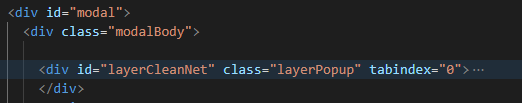 <div id="modal">
<div class="modalBody">
<div id="layerCleanNet" class="layerPopup" tabindex="0">…
</div>